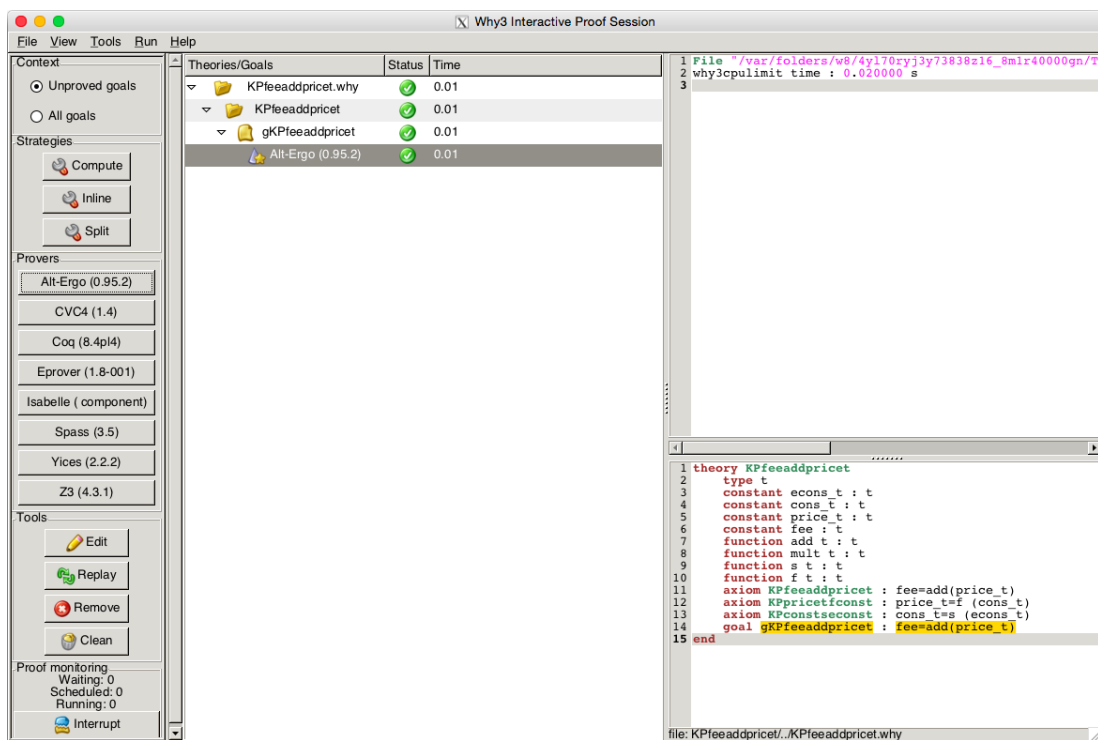 Why3 Interactive Proof Session
File View Tools Run Help
Context
Unproved goals
All goals
Strategies
Compute
Inline
Split
Provers
Alt-Ergo (0.95.2)
CVC4 (1.4)
Coq (8.4pl4)
Eprover (1.8-001)
Isabelle ( component)
Spass (3.5)
Yices (2.2.2)
Z3 (4.3.1)
Tools
Edit
Replay
Remove
Clean
Proof monitoring
Waiting: 0
Scheduled: 0
Running: 0
Interrupt
Theories/Goals Status Time
KPfeeaddpricet.why 0.01
KPfeeaddpricet 0.01
gKPfeeaddpricet 0.01
Alt-Ergo (0.95.2) 0.01
1 File "/var/folders/w8/4yl70ryj3y73838z16_8m1r40000gn/T
2 why3cpulimit time : 0.020000 s
3
1 theory KPfeeaddpricet
2 type t
3 constant econs_t : t
4 constant cons_t : t
5 constant price_t : t
6 constant fee : t
7 function add t : t
8 function mult t : t
9 function s t : t
10 function f t : t
11 axiom KPfeeaddpricet : fee=add(price_t)
12 axiom KPpricetfconst : price_t=f (cons_t)
13 axiom KPconstseconst : cons_t=s (econs_t)
14 goal gKPfeeaddpricet : fee=add(price_t)
15 end
file: KPfeeaddpricet/../KPfeeaddpricet.why